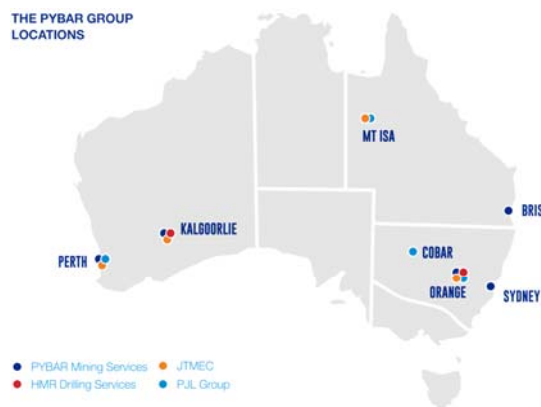 THE PYBAR GROUP
LOCATIONS
MT ISA
BRIS
KALGOORLIE
COBAR
PERTH
ORANGE
SYDNEY
PYBAR Mining Services
JTMEC
HMR Drilling Services
PJL Group